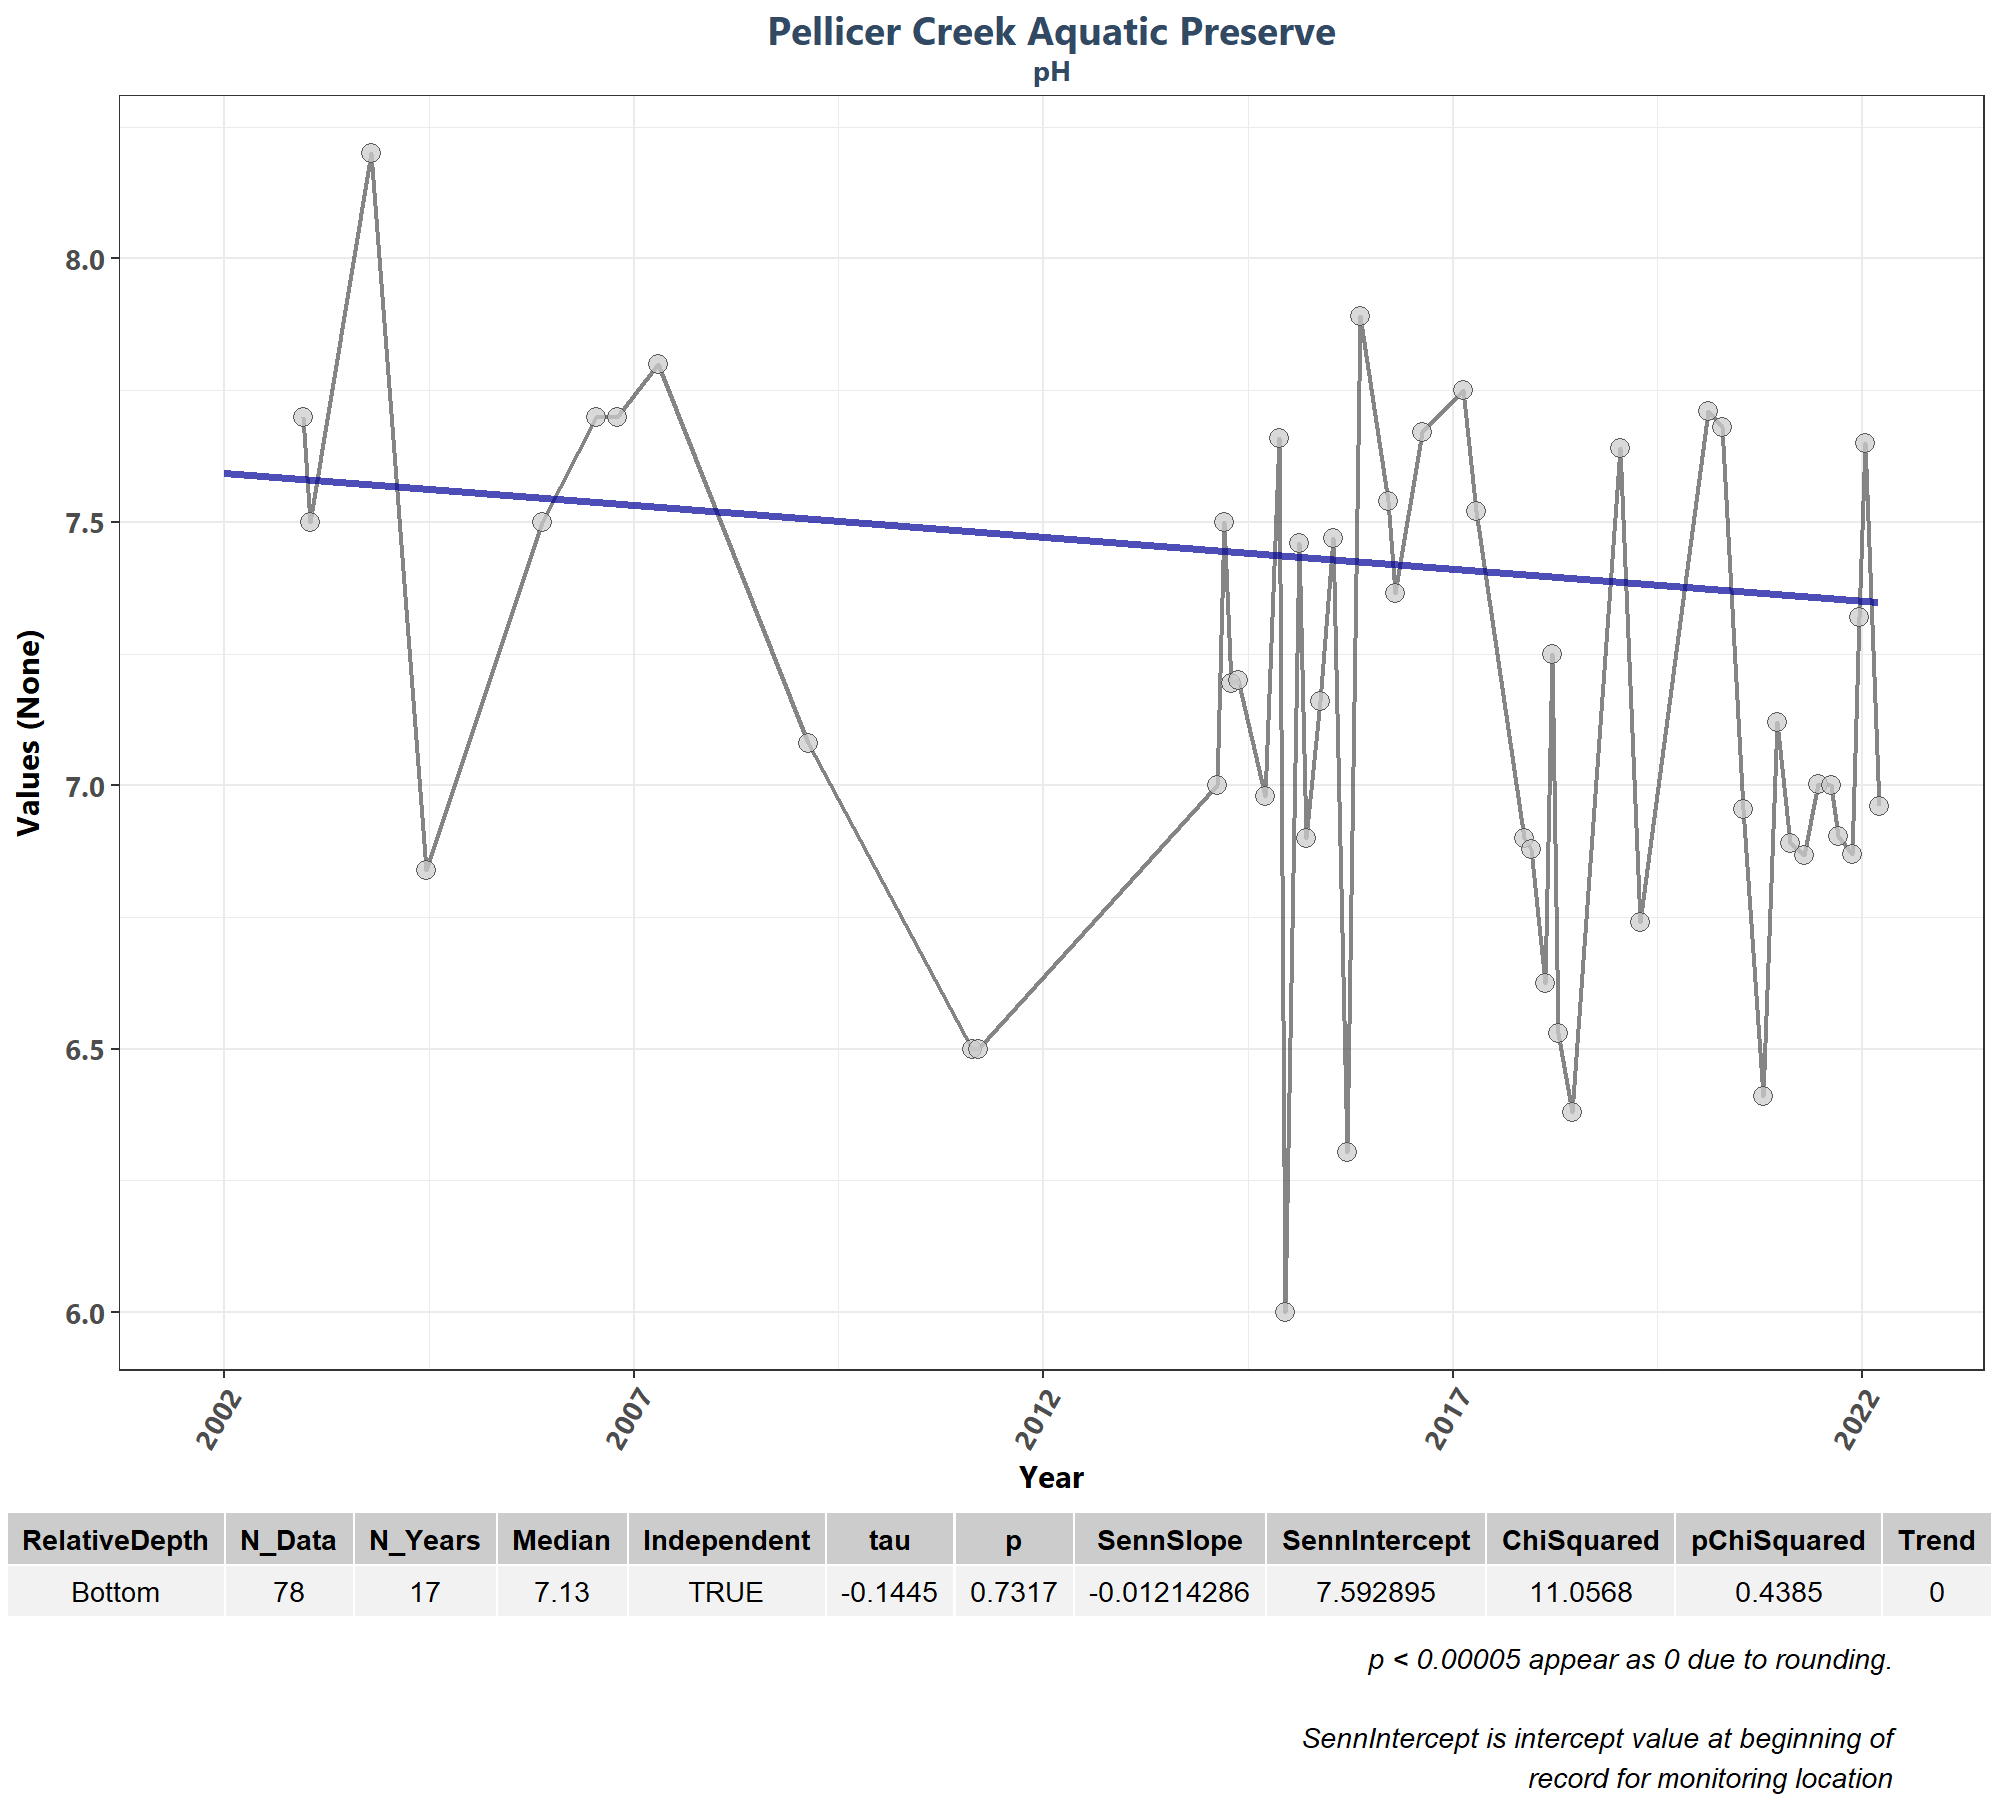 Pellicer Creek Aquatic Preserve
pH
Values (None)
8.0
7.5
7.0
6.5
6.0
2002 2007 2012 2017 2022
Year
RelativeDepth N_Data N_Years Median Independent tau p SennSlope SennIntercept ChiSquared pChiSquared Trend
Bottom 78 17 7.13 TRUE -0.1445 0.7317 -0.01214286 7.592895 11.0568 0.4385 0
p < 0.00005 appear as 0 due to rounding.
SennIntercept is intercept value at beginning of
record for monitoring location